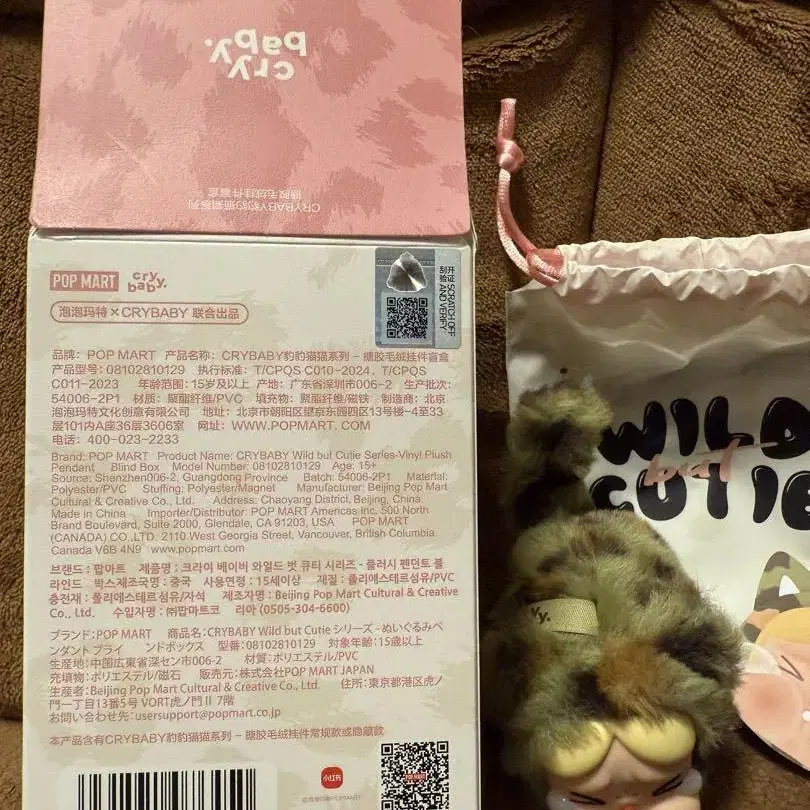 cry
baby.
CRYBABY豹豹猫猫系列
搪胶毛绒挂件盲盒
POP MART cry baby.
泡泡玛特×CRYBABY 联合出品
SCRATCH OFF
AND VERIFY
品牌：POP MART 产品名称：CRYBABY豹豹猫猫系列 – 搪胶毛绒挂件盲盒
产品型号：08102810129 执行标准：T/CPQS C010-2024、T/CPQS
C011-2023 年龄范围：15岁及以上 产地：广东省深圳市006-2 生产批次：
54006-2P1 材质：聚酯纤维/PVC 填充物：聚酯纤维/磁铁 制造商：北京
泡泡玛特文化创意有限公司 地址：北京市朝阳区望京东园四区13号楼-4至33
层101内A座36层3606室 网址：WWW.POPMART.COM
电话：400-023-2233
Brand: POP MART Product Name: CRYBABY Wild but Cutie Series-Vinyl Plush
Pendant Blind Box Model Number: 08102810129 Age: 15+
Source: Shenzhen006-2, Guangdong Province Batch: 54006-2P1 Material:
Polyester/PVC Stuffing: Polyester/Magnet Manufacturer: Beijing Pop Mart
Cultural & Creative Co., Ltd. Address: Chaoyang District, Beijing, China.
Made in China Importer/Distributor: POP MART Americas Inc. 500 North
Brand Boulevard, Suite 2000, Glendale, CA 91203, USA POP MART
(CANADA) CO.,LTD. 2110 West Georgia Street, Vancouver, British Columbia.
Canada V6B 4N9 www.popmart.com
브랜드 : 팝마트 제품명 : 크라이 베이비 와일드 벗 큐티 시리즈 - 플러시 펜던트 블
라인드 박스제조국명 : 중국 사용연령 : 15세이상 재질 : 폴리에스테르섬유/PVC
충전재 : 폴리에스테르섬유/자석 제조자명 : Beijing Pop Mart Cultural & Creative
Co., Ltd. 수입자명 : ㈜팝마트코 리아 (0505-304-6600)
ブランド：POP MART 商品名：CRYBABY Wild but Cutie シリーズ - ぬいぐるみペ
ンダント ブライ ンドボックス 型番：08102810129 対象年齢：15歳以上
生産地：中国広東省深セン市006-2 材質：ポリエステル/PVC
充填物：ポリエステル/磁石 販売元：株式会社POP MART JAPAN
生産者：Beijing Pop Mart Cultural & Creative Co., Ltd. 住所：東京都港区虎ノ
門一丁目13番5号 VORT虎ノ門Ⅱ 7階
お問い合わせ先：usersupport@popmart.co.jp
本产品含有CRYBABY豹豹猫猫系列 – 搪胶毛绒挂件常规款或隐藏款
小红书
POP MART
WILD
but
CUTIE